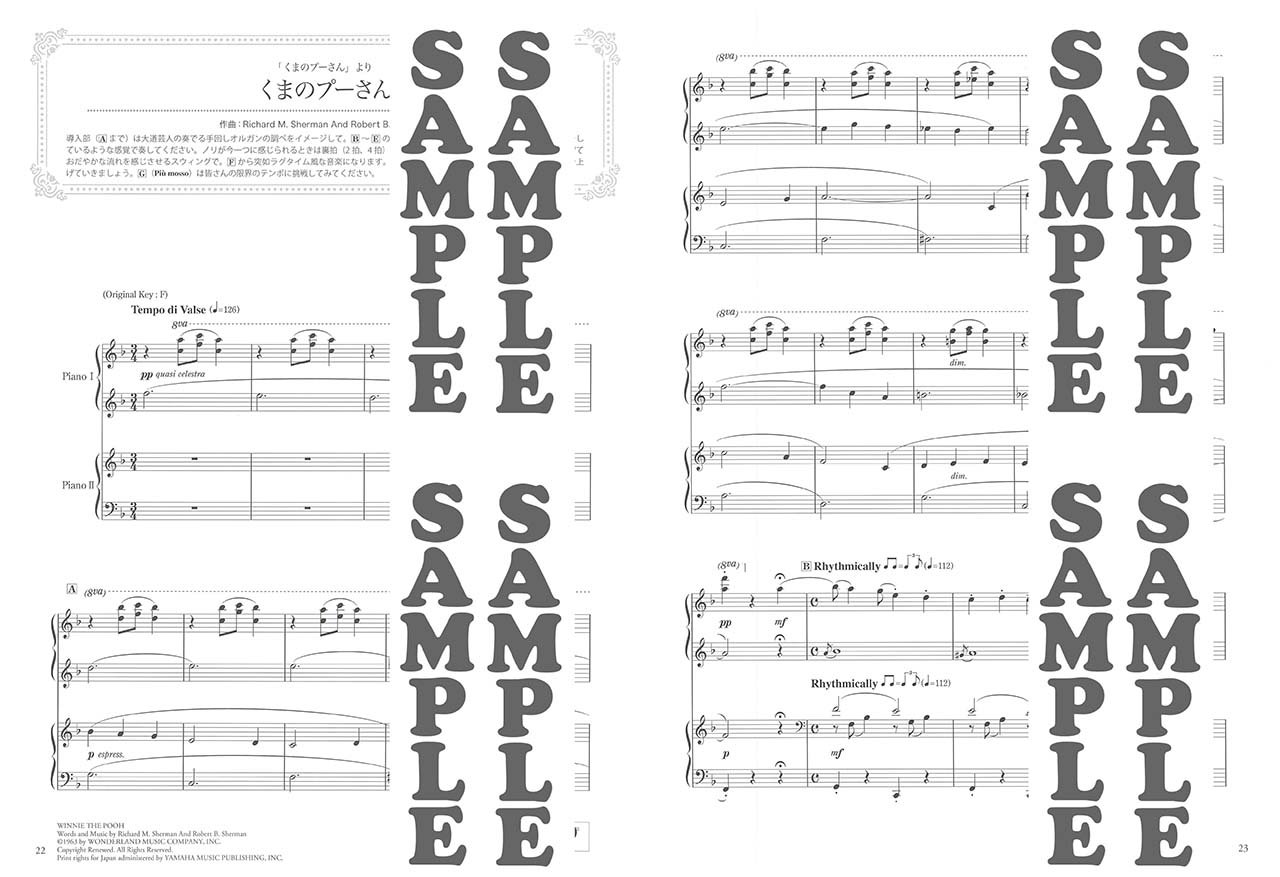 「くまのプーさん」より
くまのプーさん
作曲:Richard M. Sherman And Robert B.
導入部(Aまで)は大道芸人の奏でる手回しオルガンの調べをイメージして。B〜Eの
し
ているような感覚で奏してください。ノリが今一つに感じられるときは裏拍(2拍、4拍)
て
おだやかな流れを感じさせるスウィングで。Fから突如ラグタイム風な音楽になります。
上
げていきましょう。G(Più mosso)は皆さんの限界のテンポに挑戦してみてください。
(Original Key : F)
Tempo di Valse (♩=126)
8va
Piano I
pp quasi celestra
Piano II
A
(8va)
p espress.
WINNIE THE POOH
Words and Music by Richard M. Sherman And Robert B. Sherman
©1963 by WONDERLAND MUSIC COMPANY, INC.
Copyright Renewed. All Rights Reserved.
Print rights for Japan administered by YAMAHA MUSIC PUBLISHING, INC.
22
SAMPLE
SAMPLE
SAMPLE
SAMPLE
(8va)
(8va)
dim.
dim.
(8va)
B Rhythmically (♩=112)
3
pp
mf
Rhythmically (♩=112)
3
p
mf
23
SAMPLE
SAMPLE
SAMPLE
SAMPLE